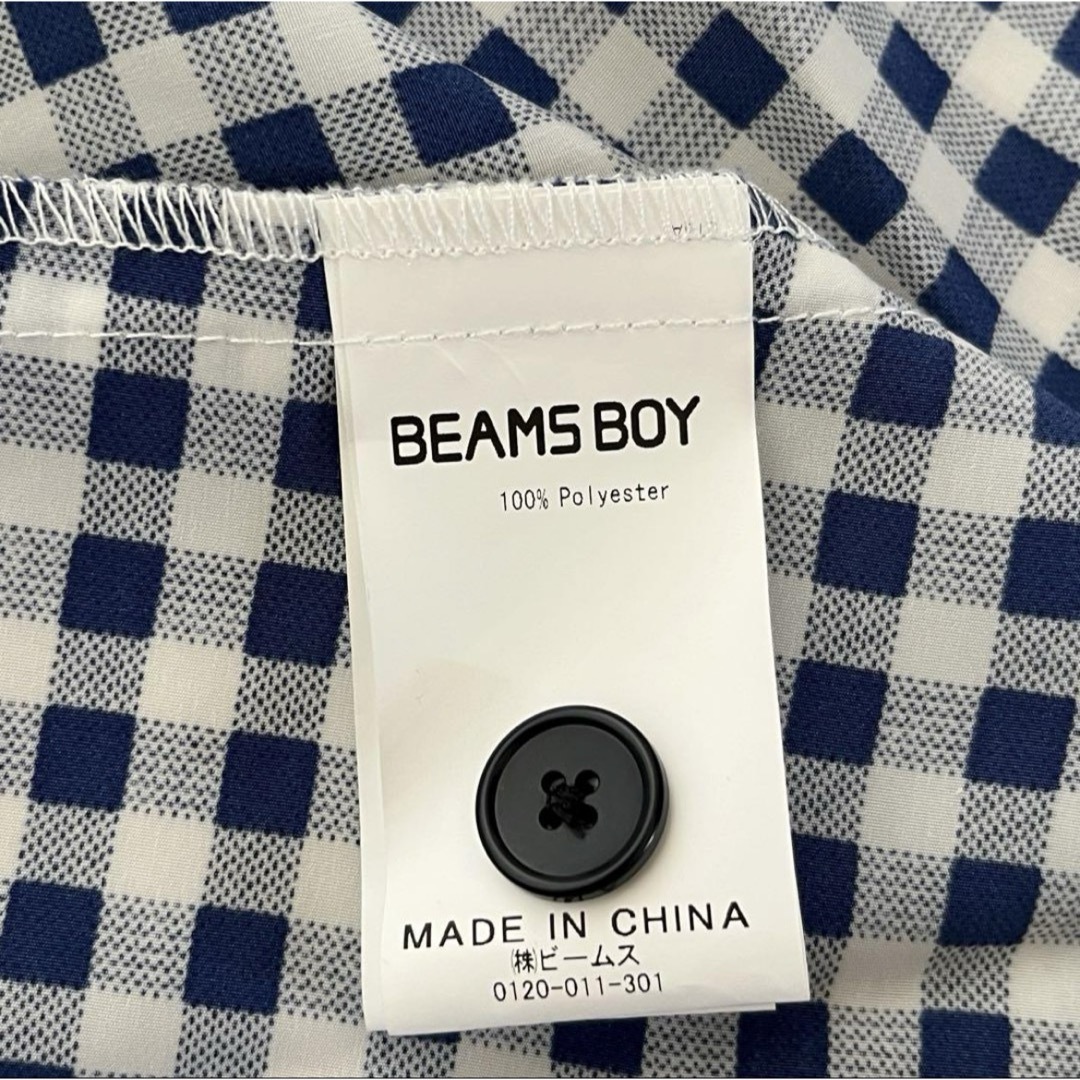 BEAMS BOY
100% Polyester
MADE IN CHINA
㈱ビームス
0120-011-301